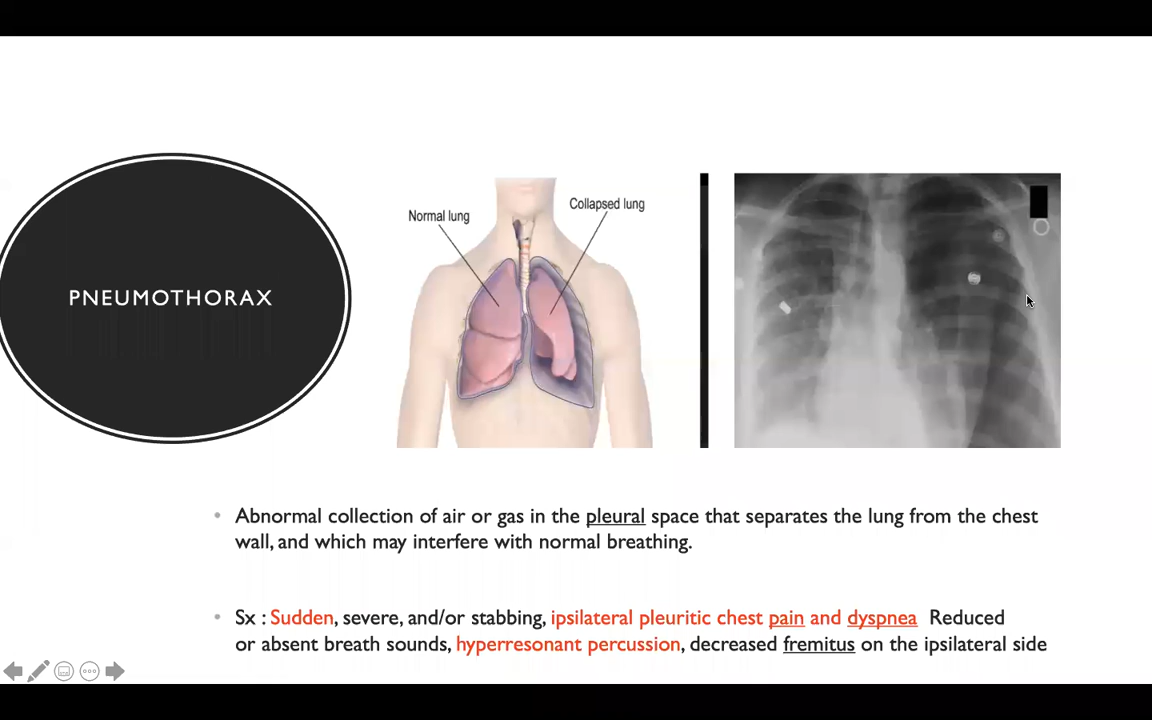 PNEUMOTHORAX
Normal lung
Collapsed lung
• Abnormal collection of air or gas in the pleural space that separates the lung from the chest
wall, and which may interfere with normal breathing.
• Sx : Sudden, severe, and/or stabbing, ipsilateral pleuritic chest pain and dyspnea Reduced
or absent breath sounds, hyperresonant percussion, decreased fremitus on the ipsilateral side